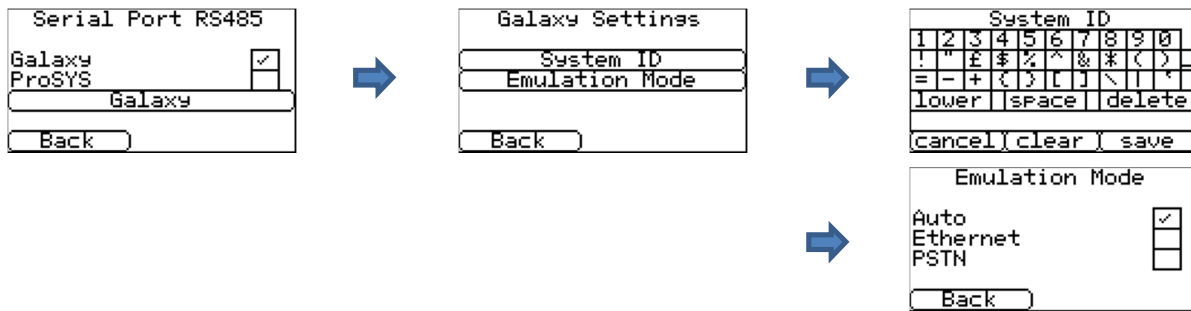 Serial Port RS485
Galaxy
ProSYS
Galaxy
Back
Galaxy Settings
System ID
Emulation Mode
Back
System ID
1 2 3 4 5 6 7 8 9 0
! " £ $ % ^ & * ( ) _
= - + { } [ ] \ | '
lower space delete
cancel clear save
Emulation Mode
Auto
Ethernet
PSTN
Back